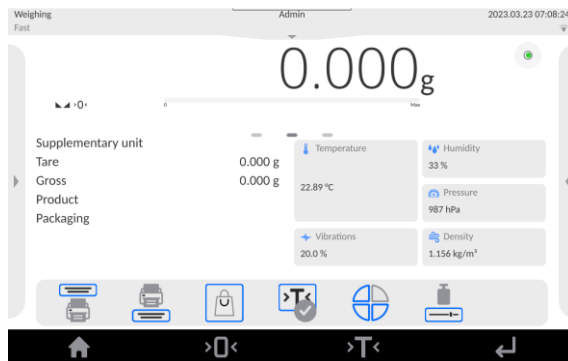 Weighing Admin 2023.03.23 07:08:24
Fast
0.000 g
>0<
0 Max
Supplementary unit
Tare 0.000 g
Gross 0.000 g
Product
Packaging
Temperature
22.89 °C
Humidity
33 %
Pressure
987 hPa
Vibrations
20.0 %
Density
1.156 kg/m³
>T<
>0< >T<